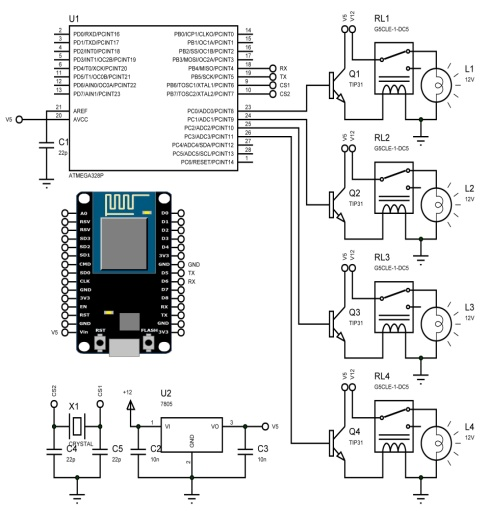 U1
2 PD0/RXD/PCINT16
3 PD1/TXD/PCINT17
4 PD2/INT0/PCINT18
5 PD3/INT1/OC2B/PCINT19
6 PD4/T0/XCK/PCINT20
11 PD5/T1/OC0B/PCINT21
12 PD6/AIN0/OC0A/PCINT22
13 PD7/AIN1/PCINT23
21 AREF
20 AVCC
V5
PB0/ICP1/CLKO/PCINT0 14
PB1/OC1A/PCINT1 15
PB2/SS/OC1B/PCINT2 16
PB3/MOSI/OC2A/PCINT3 17
PB4/MISO/PCINT4 18 RX
PB5/SCK/PCINT5 19 TX
PB6/TOSC1/XTAL1/PCINT6 9 CS1
PB7/TOSC2/XTAL2/PCINT7 10 CS2
PC0/ADC0/PCINT8 23
PC1/ADC1/PCINT9 24
PC2/ADC2/PCINT10 25
PC3/ADC3/PCINT11 26
PC4/ADC4/SDA/PCINT12 27
PC5/ADC5/SCL/PCINT13 28
PC6/RESET/PCINT14 1
ATMEGA328P
C1
22p
V5 V12
RL1
G5CLE-1-DC5
Q1
TIP31
L1
12V
V5 V12
RL2
G5CLE-1-DC5
Q2
TIP31
L2
12V
V5 V12
RL3
G5CLE-1-DC5
Q3
TIP31
L3
12V
V5 V12
RL4
G5CLE-1-DC5
Q4
TIP31
L4
12V
A0 D0
RSV D1
RSV D2
SD3 D3
SD2 D4
SD1 3V3
CMD GND GND
SD0 D5 TX
CLK D6 RX
GND D7
3V3 D8
EN RX
RST TX
GND GND
V5 Vin RST FLASH 3V3
CS2 CS1
X1
CRYSTAL
C4
22p
C5
22p
+12
U2
7805
1 VI VO 3 V5
GND
2
C2
10n
C3
10n